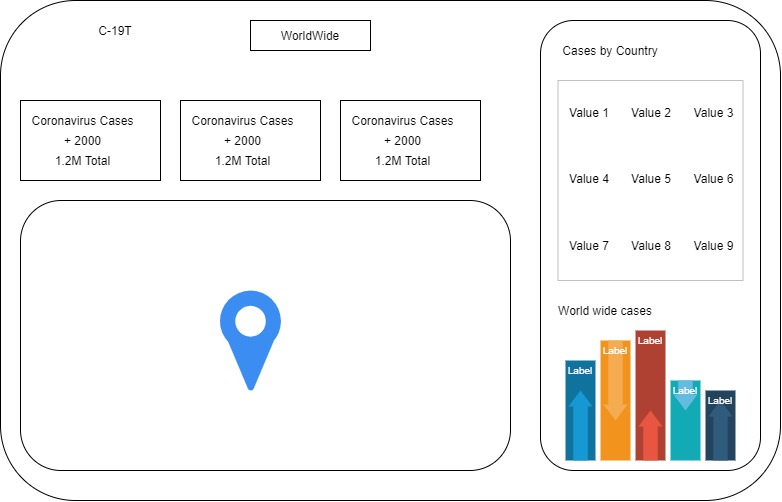 C-19T
WorldWide
Coronavirus Cases
+ 2000
1.2M Total
Coronavirus Cases
+ 2000
1.2M Total
Coronavirus Cases
+ 2000
1.2M Total
Cases by Country
Value 1 Value 2 Value 3
Value 4 Value 5 Value 6
Value 7 Value 8 Value 9
World wide cases
Label
Label
Label
Label
Label